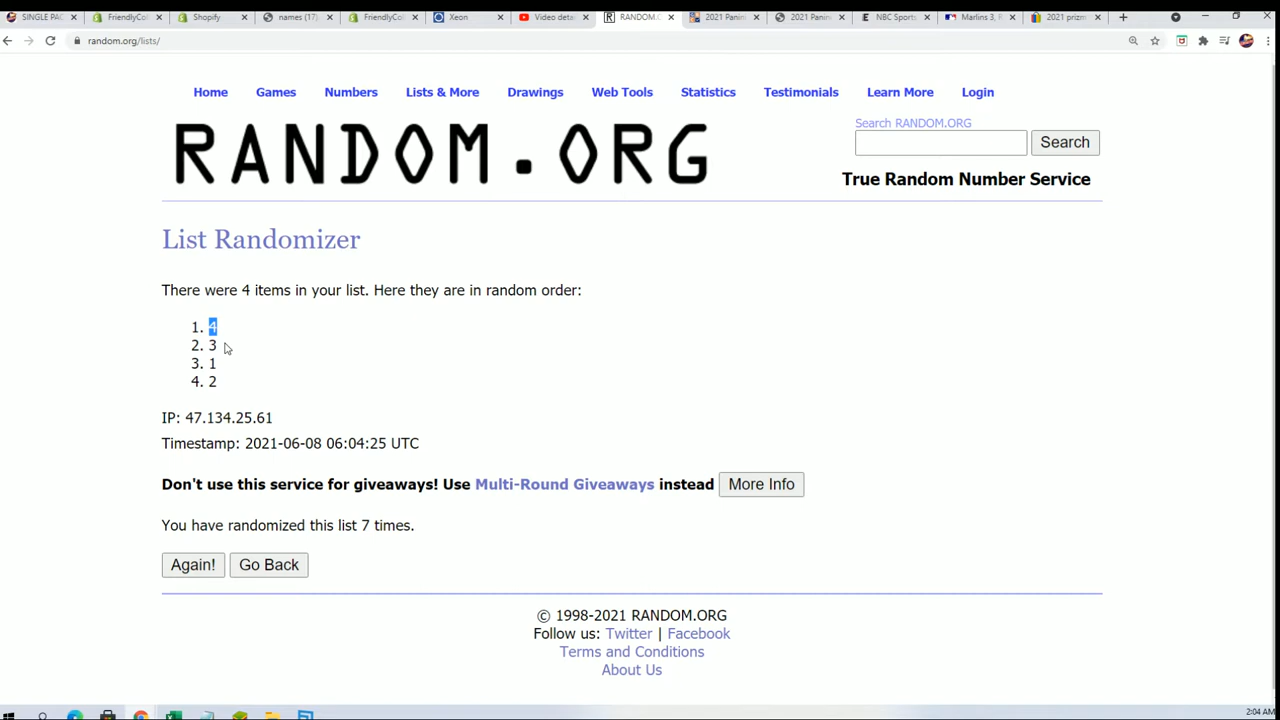 SINGLE PAC
FriendlyCol
Shopify
names (17)
FriendlyCol
Xeon
Video detai
RANDOM.O
2021 Panini
2021 Panini
NBC Sports
Marlins 3, R
2021 prizm
random.org/lists/
Home Games Numbers Lists & More Drawings Web Tools Statistics Testimonials Learn More Login
RANDOM.ORG
Search RANDOM.ORG
Search
True Random Number Service
List Randomizer
There were 4 items in your list. Here they are in random order:
1. 4
2. 3
3. 1
4. 2
IP: 47.134.25.61
Timestamp: 2021-06-08 06:04:25 UTC
Don't use this service for giveaways! Use Multi-Round Giveaways instead More Info
You have randomized this list 7 times.
Again! Go Back
© 1998-2021 RANDOM.ORG
Follow us: Twitter | Facebook
Terms and Conditions
About Us
2:04 AM